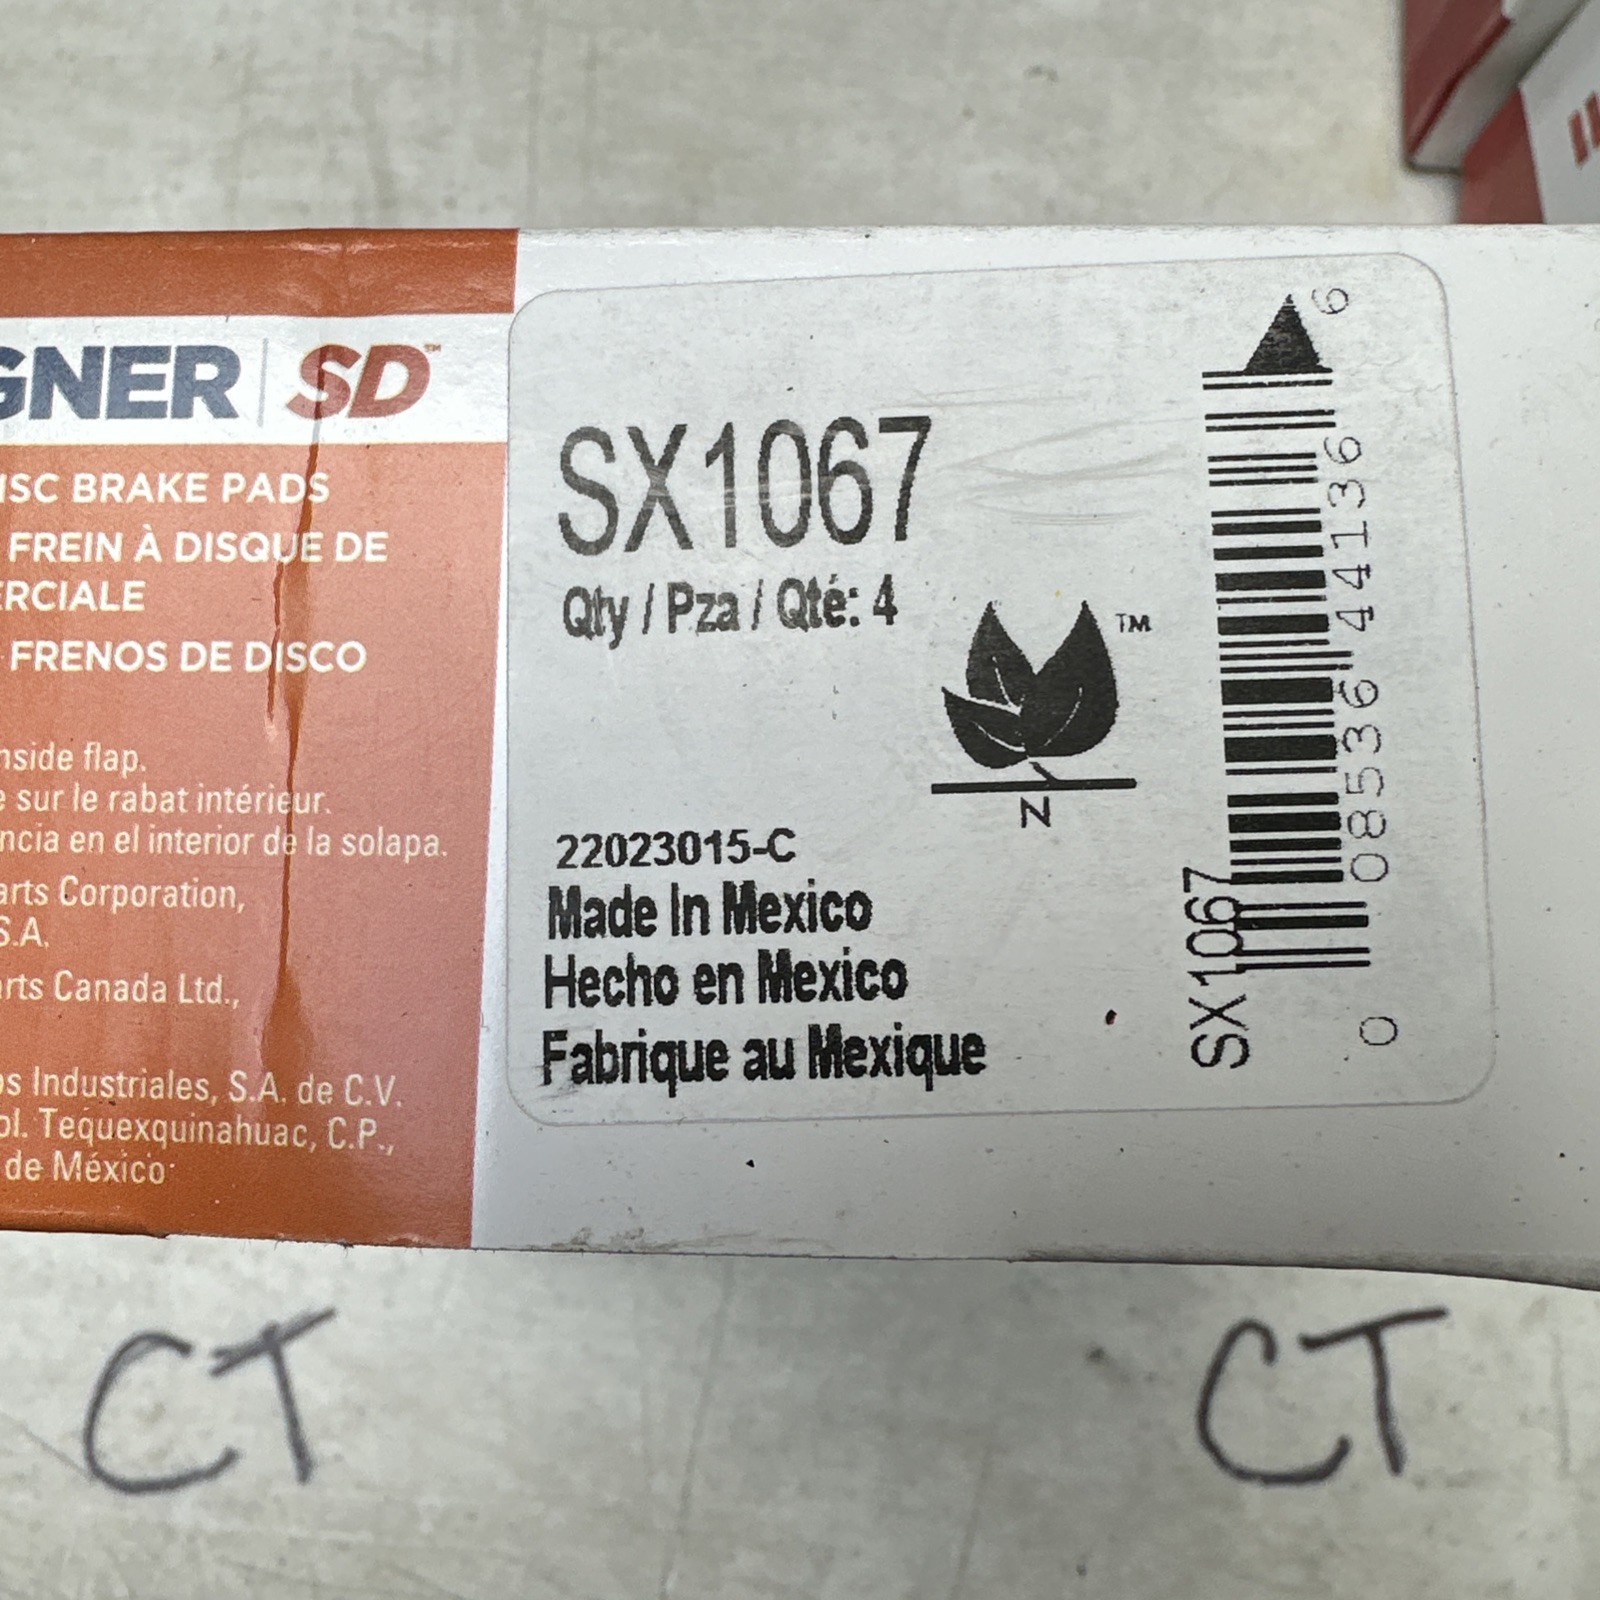 GNER | SD™
ISC BRAKE PADS
FREIN À DISQUE DE
ERCIALE
FRENOS DE DISCO
nside flap.
e sur le rabat intérieur.
ncia en el interior de la solapa.
arts Corporation,
S.A.
arts Canada Ltd.,
os Industriales, S.A. de C.V.
ol. Tequexquinahuac, C.P.,
de México
SX1067
Qty / Pza / Qté: 4
TM
N
22023015-C
Made In Mexico
Hecho en Mexico
Fabrique au Mexique
SX1067
0 08536 44136 6
CT
CT